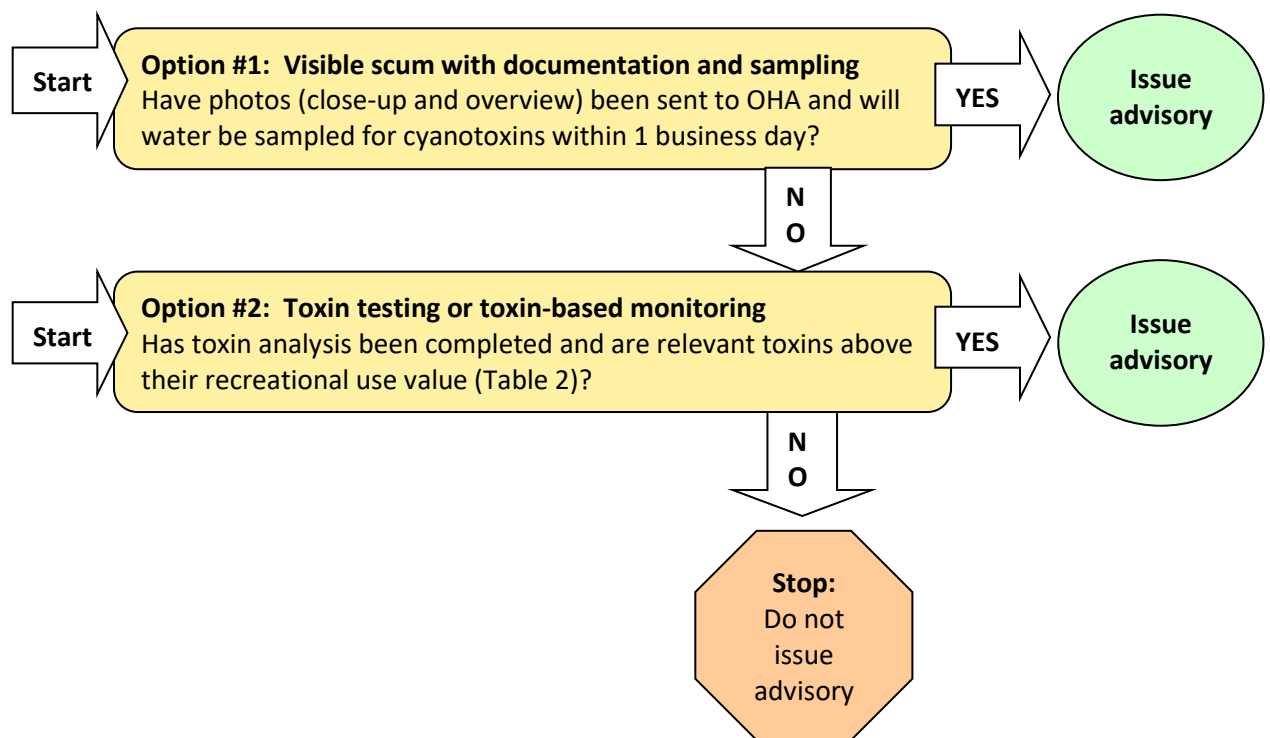 Start
Option #1:  Visible scum with documentation and sampling
Have photos (close-up and overview) been sent to OHA and will
water be sampled for cyanotoxins within 1 business day?
YES
Issue
advisory
N
O
Start
Option #2:  Toxin testing or toxin-based monitoring
Has toxin analysis been completed and are relevant toxins above
their recreational use value (Table 2)?
YES
Issue
advisory
N
O
Stop:
Do not
issue
advisory